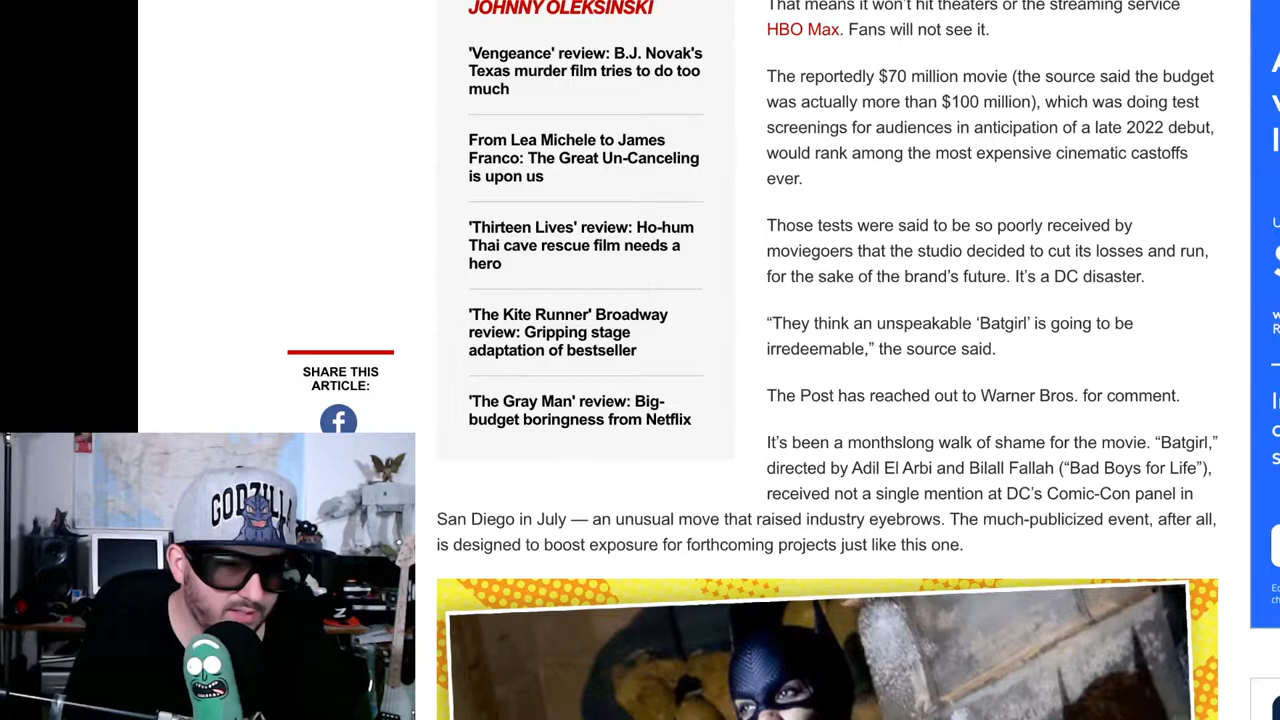 JOHNNY OLEKSINSKI
'Vengeance' review: B.J. Novak's
Texas murder film tries to do too
much
From Lea Michele to James
Franco: The Great Un-Canceling
is upon us
'Thirteen Lives' review: Ho-hum
Thai cave rescue film needs a
hero
'The Kite Runner' Broadway
review: Gripping stage
adaptation of bestseller
'The Gray Man' review: Big-
budget boringness from Netflix
SHARE THIS
ARTICLE:
That means it won't hit theaters or the streaming service
HBO Max. Fans will not see it.
The reportedly $70 million movie (the source said the budget
was actually more than $100 million), which was doing test
screenings for audiences in anticipation of a late 2022 debut,
would rank among the most expensive cinematic castoffs
ever.
Those tests were said to be so poorly received by
moviegoers that the studio decided to cut its losses and run,
for the sake of the brand's future. It's a DC disaster.
“They think an unspeakable ‘Batgirl’ is going to be
irredeemable,” the source said.
The Post has reached out to Warner Bros. for comment.
It's been a monthslong walk of shame for the movie. “Batgirl,”
directed by Adil El Arbi and Bilall Fallah (“Bad Boys for Life”),
received not a single mention at DC's Comic-Con panel in
San Diego in July — an unusual move that raised industry eyebrows. The much-publicized event, after all,
is designed to boost exposure for forthcoming projects just like this one.
GODZILLA